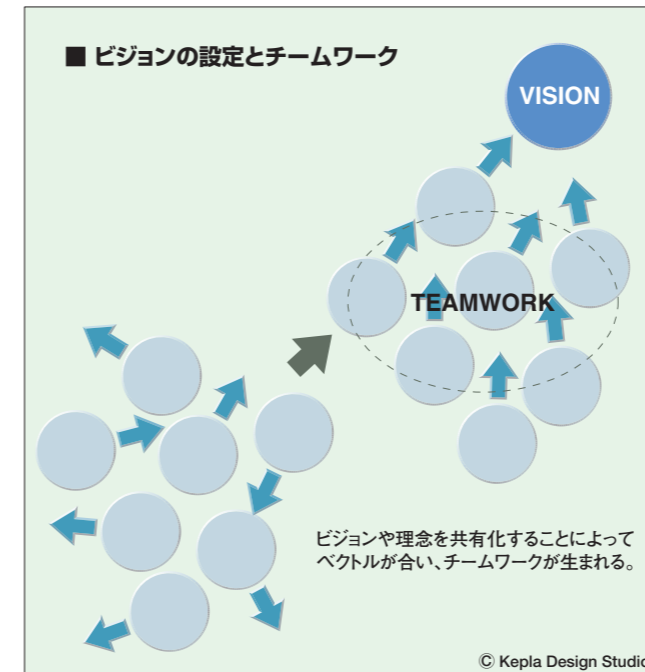 ■ ビジョンの設定とチームワーク
VISION
TEAMWORK
ビジョンや理念を共有化することによって
ベクトルが合い、チームワークが生まれる。
© Kepla Design Studio